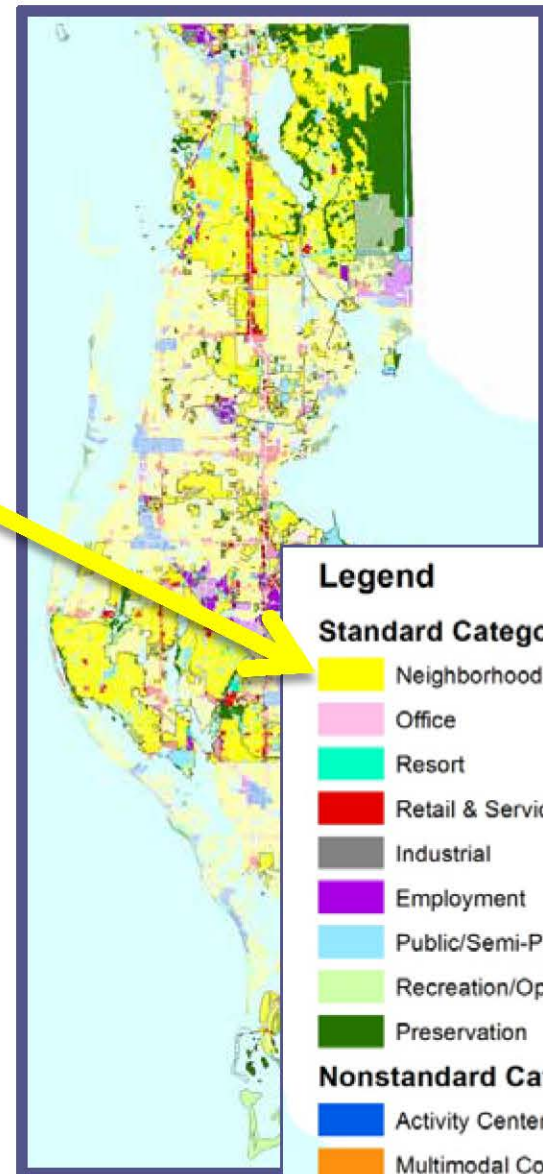 Legend
Standard Catego
Neighborhood
Office
Resort
Retail & Servic
Industrial
Employment
Public/Semi-P
Recreation/Op
Preservation
Nonstandard Cat
Activity Center
Multimodal Co